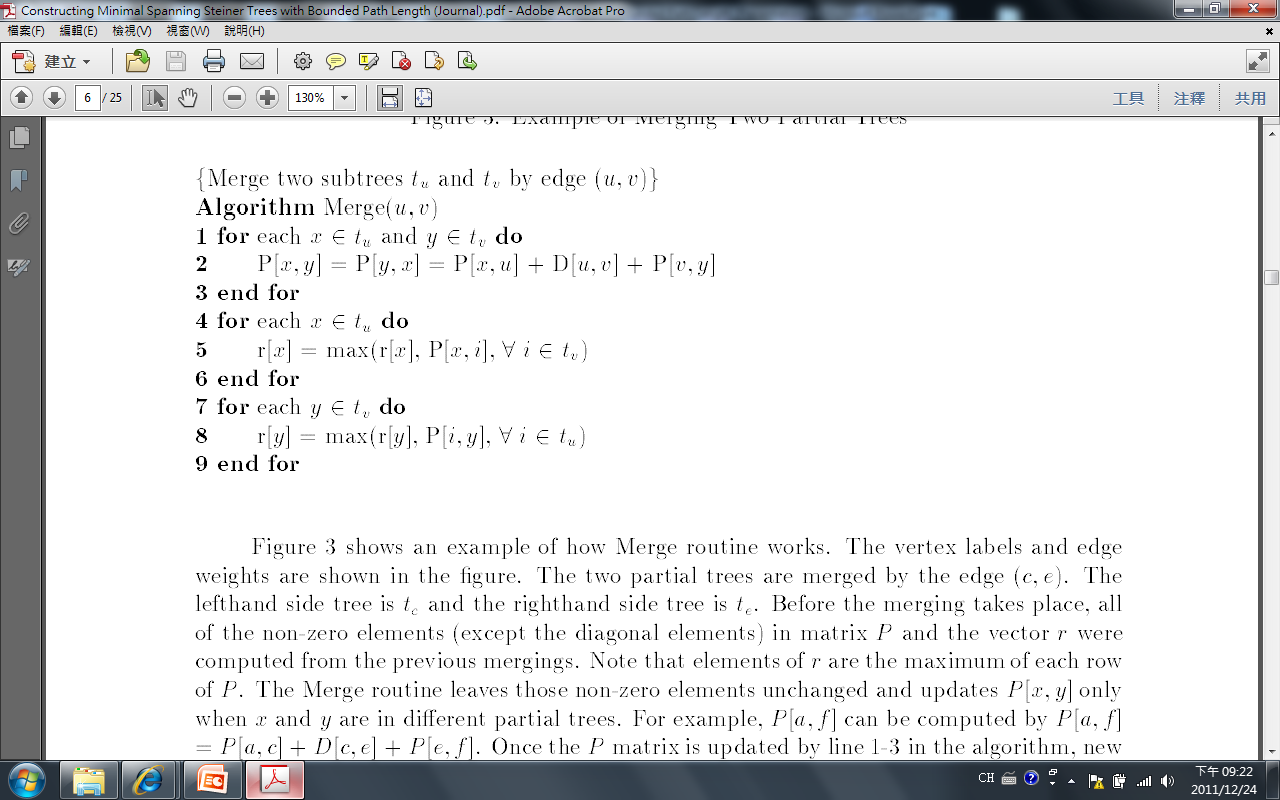 Constructing Minimal Spanning Steiner Trees with Bounded Path Length (Journal).pdf - Adobe Acrobat Pro
檔案(F) 編輯(E) 檢視(V) 視窗(W) 說明(H)
建立
6 / 25 130% 工具 註釋 共用
Figure 3: Example of Merging Two Partial Trees
{Merge two subtrees t_u and t_v by edge (u, v)}
Algorithm Merge(u, v)
1 for each x ∈ t_u and y ∈ t_v do
2 P[x, y] = P[y, x] = P[x, u] + D[u, v] + P[v, y]
3 end for
4 for each x ∈ t_u do
5 r[x] = max(r[x], P[x, i], ∀ i ∈ t_v)
6 end for
7 for each y ∈ t_v do
8 r[y] = max(r[y], P[i, y], ∀ i ∈ t_u)
9 end for
Figure 3 shows an example of how Merge routine works. The vertex labels and edge
weights are shown in the figure. The two partial trees are merged by the edge (c, e). The
lefthand side tree is t_c and the righthand side tree is t_e. Before the merging takes place, all
of the non-zero elements (except the diagonal elements) in matrix P and the vector r were
computed from the previous mergings. Note that elements of r are the maximum of each row
of P. The Merge routine leaves those non-zero elements unchanged and updates P[x, y] only
when x and y are in different partial trees. For example, P[a, f] can be computed by P[a, f]
= P[a, c] + D[c, e] + P[e, f]. Once the P matrix is updated by line 1-3 in the algorithm, new
CH
下午 09:22
2011/12/24